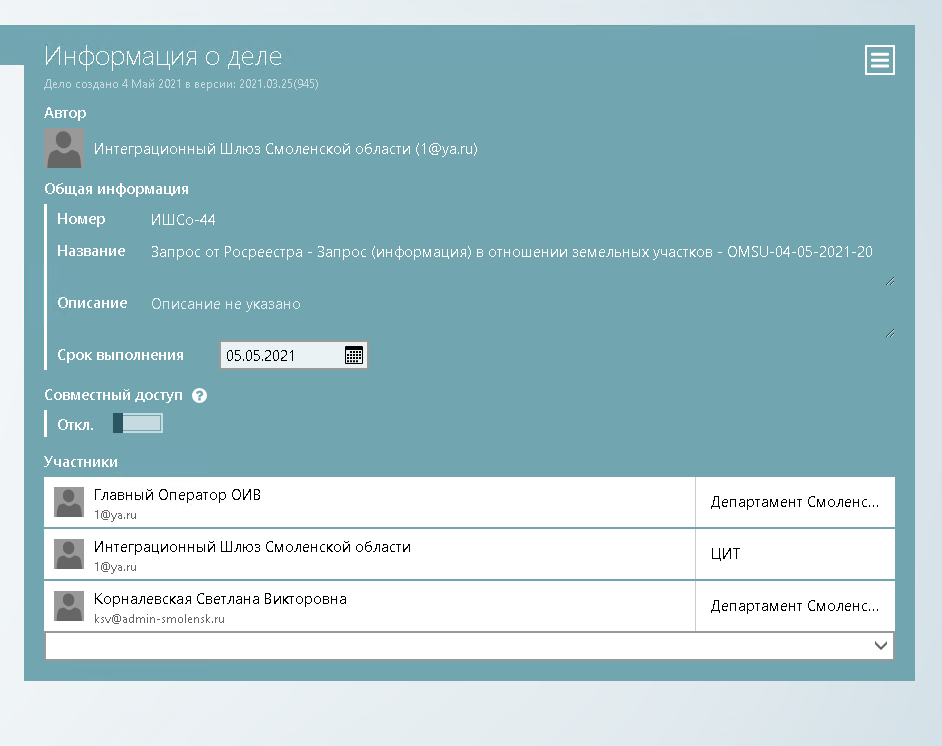 Информация о деле
Дело создано 4 Май 2021 в версии: 2021.03.25(945)
Автор
Интеграционный Шлюз Смоленской области (1@ya.ru)
Общая информация
Номер ИШСо-44
Название Запрос от Росреестра - Запрос (информация) в отношении земельных участков - OMSU-04-05-2021-20
Описание Описание не указано
Срок выполнения 05.05.2021
Совместный доступ ?
Откл.
Участники
Главный Оператор ОИВ Департамент Смоленс...
1@ya.ru
Интеграционный Шлюз Смоленской области ЦИТ
1@ya.ru
Корналевская Светлана Викторовна Департамент Смоленс...
ksv@admin-smolensk.ru